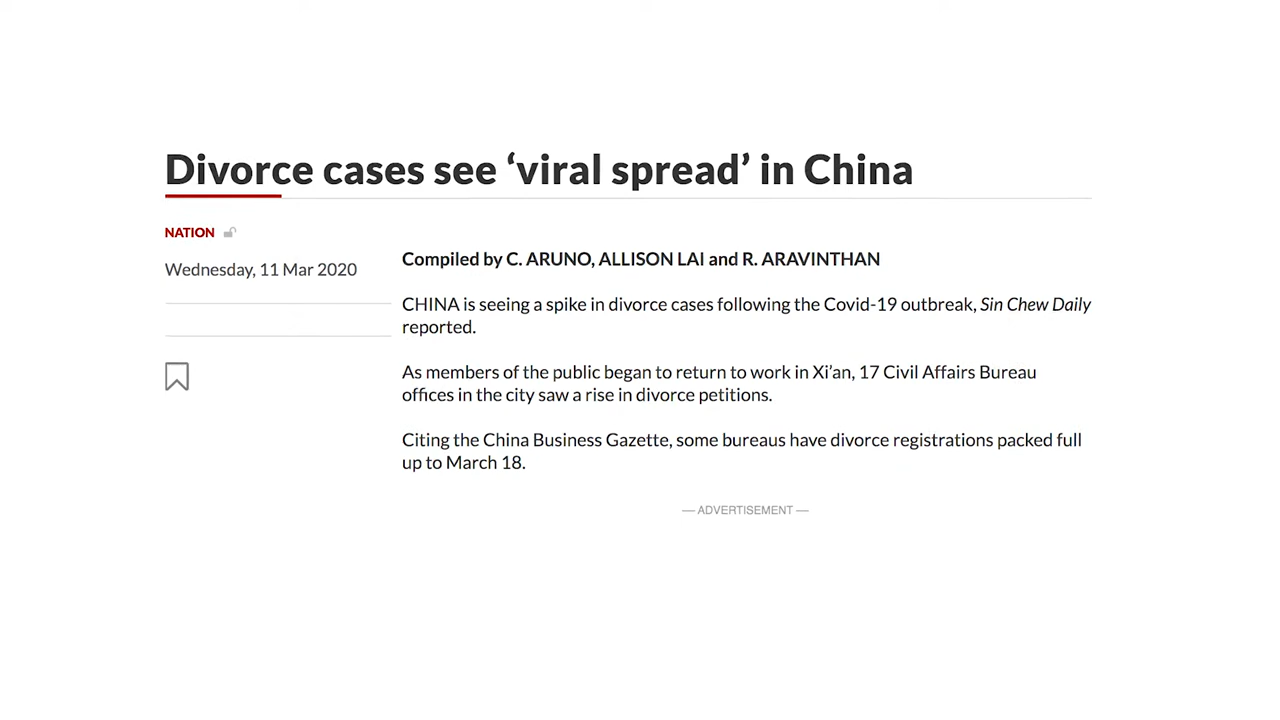 Divorce cases see ‘viral spread’ in China
NATION
Wednesday, 11 Mar 2020
Compiled by C. ARUNO, ALLISON LAI and R. ARAVINTHAN
CHINA is seeing a spike in divorce cases following the Covid-19 outbreak, Sin Chew Daily
reported.
As members of the public began to return to work in Xi’an, 17 Civil Affairs Bureau
offices in the city saw a rise in divorce petitions.
Citing the China Business Gazette, some bureaus have divorce registrations packed full
up to March 18.
— ADVERTISEMENT —